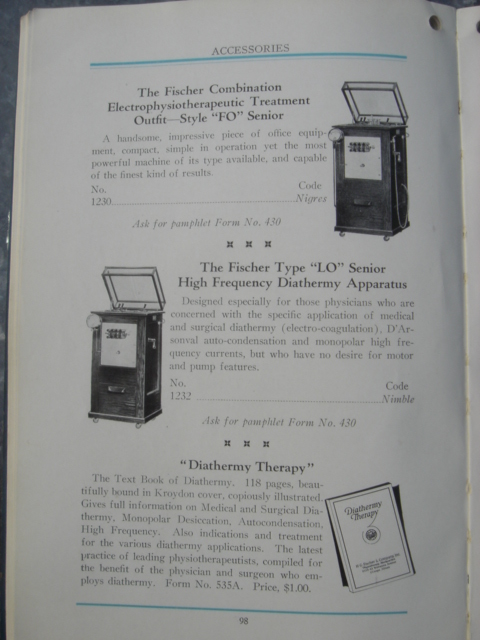 ACCESSORIES
The Fischer Combination
Electrophysiotherapeutic Treatment
Outfit—Style "FO" Senior
A handsome, impressive piece of office equip-
ment, compact, simple in operation yet the most
powerful machine of its type available, and capable
of the finest kind of results.
No. Code
1230 Nigres
Ask for pamphlet Form No. 430
The Fischer Type "LO" Senior
High Frequency Diathermy Apparatus
Designed especially for those physicians who are
concerned with the specific application of medical
and surgical diathermy (electro-coagulation), D'Ar-
sonval auto-condensation and monopolar high fre-
quency currents, but who have no desire for motor
and pump features.
No. Code
1232 Nimble
Ask for pamphlet Form No. 430
"Diathermy Therapy"
The Text Book of Diathermy. 118 pages, beau-
tifully bound in Kroydon cover, copiously illustrated.
Gives full information on Medical and Surgical Dia-
thermy, Monopolar Desiccation, Autocondensation,
High Frequency. Also indications and treatment
for the various diathermy applications. The latest
practice of leading physiotherapeutists, compiled for
the benefit of the physician and surgeon who em-
ploys diathermy. Form No. 535A. Price, $1.00.
Diathermy
Therapy
98